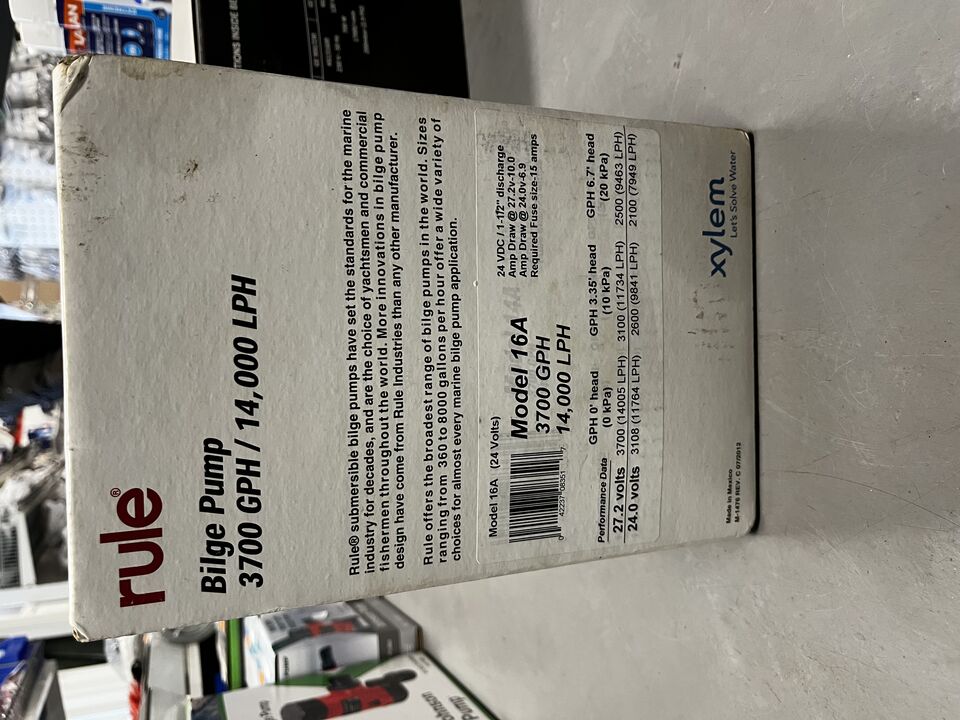 rule®
Bilge Pump
3700 GPH / 14,000 LPH
Rule® submersible bilge pumps have set the standards for the marine
industry for decades, and are the choice of yachtsmen and commercial
fishermen throughout the world. More innovations in bilge pump
design have come from Rule Industries than any other manufacturer.
Rule offers the broadest range of bilge pumps in the world. Sizes
ranging from 360 to 8000 gallons per hour offer a wide variety of
choices for almost every marine bilge pump application.
Model 16A (24 Volts)
0 42237 08351 7
Model 16A
3700 GPH
14,000 LPH
24 VDC / 1-1/2" discharge
Amp Draw @ 27.2v-10.0
Amp Draw @ 24.0v-6.9
Required Fuse size-15 amps
Performance Data GPH 0' head GPH 3.35' head GPH 6.7' head
(0 kPa) (10 kPa) (20 kPa)
27.2 volts 3700 (14005 LPH) 3100 (11734 LPH) 2500 (9463 LPH)
24.0 volts 3108 (11764 LPH) 2600 (9841 LPH) 2100 (7949 LPH)
Made in Mexico
M-1476 REV. C 07/2012
xylem
Let's Solve Water
TIONS INSIDE BE
Pump